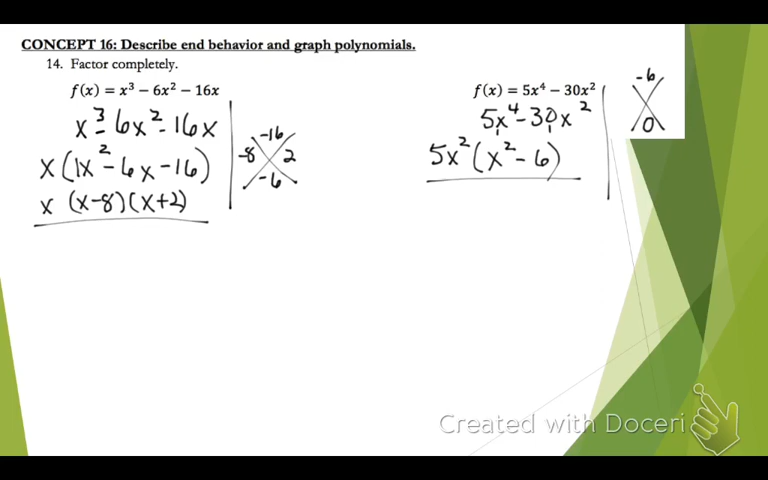 CONCEPT 16: Describe end behavior and graph polynomials.
14. Factor completely.
f(x) = x³ − 6x² − 16x
x³ − 6x² − 16x
x(1x² − 6x − 16)
x (x−8)(x+2)
−16
−8 2
−6
f(x) = 5x⁴ − 30x²
5x⁴ − 30x²
5x²(x² − 6)
−6
0
Created with Doceri